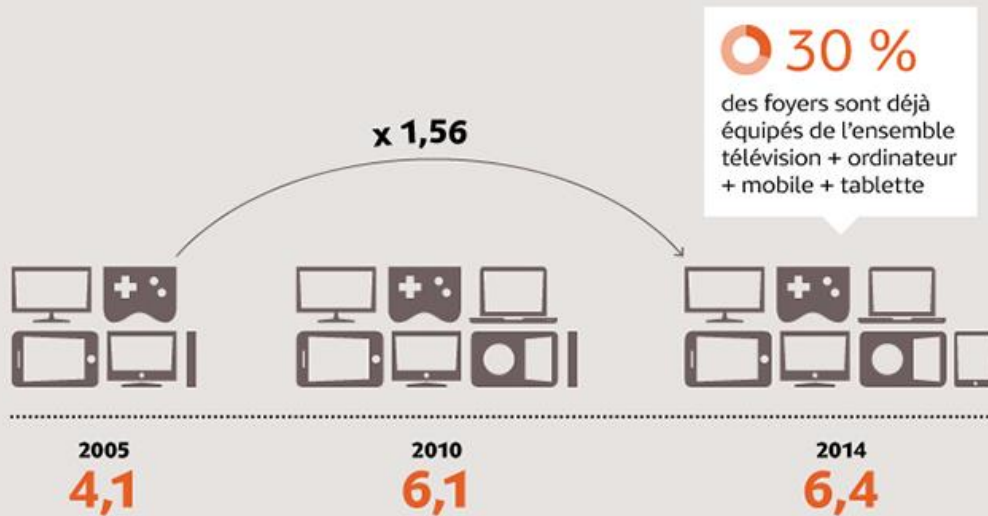 30 %
des foyers sont déjà
équipés de l’ensemble
télévision + ordinateur
+ mobile + tablette
x 1,56
2005
4,1
2010
6,1
2014
6,4